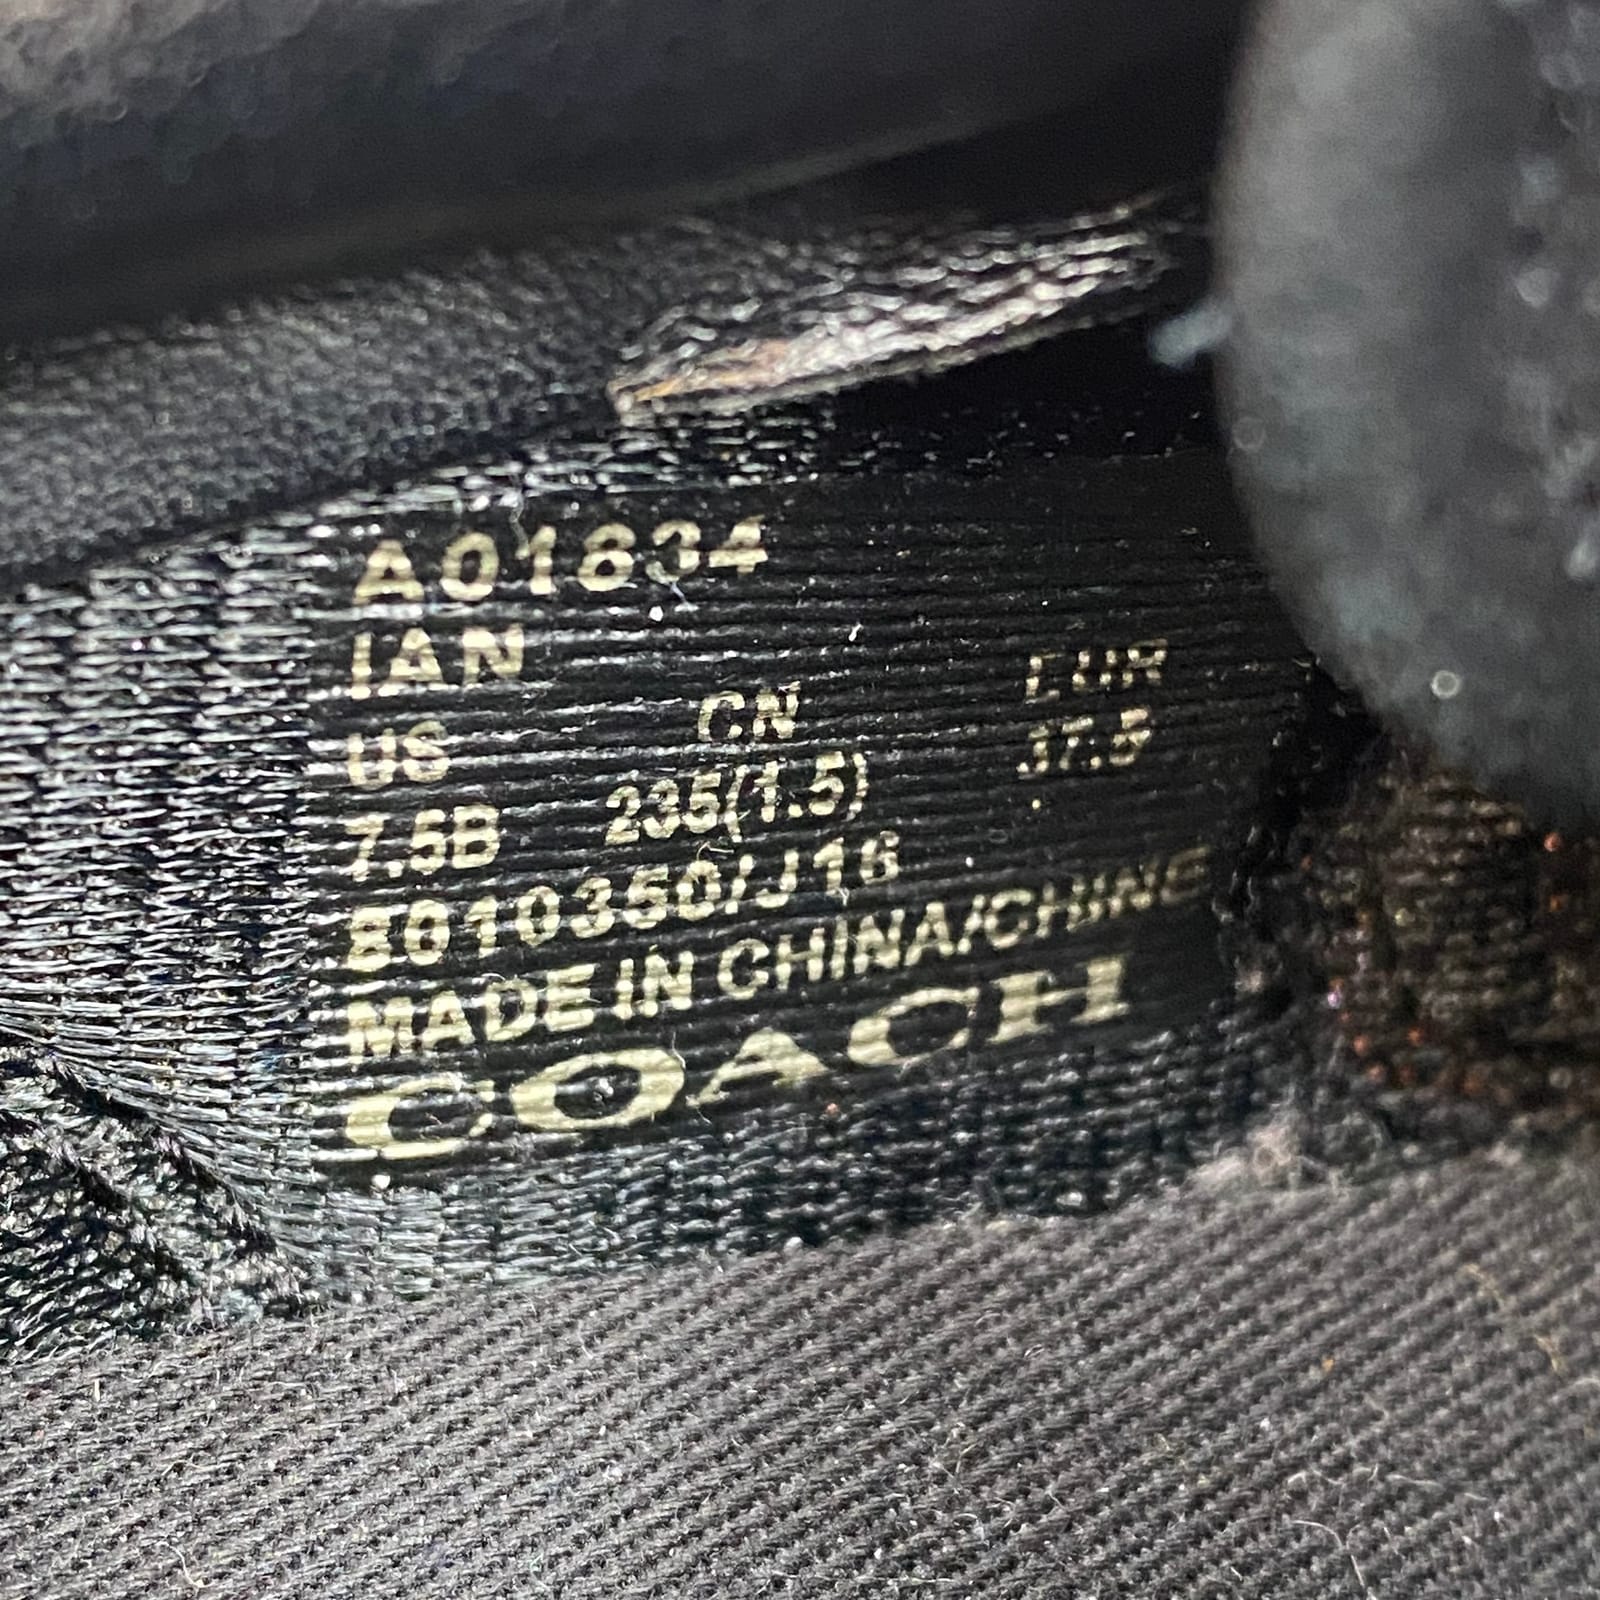 A01634
IAN
US CN EUR
7.5B 235(1.5) 37.5
E010350/J16
MADE IN CHINA/CHINE
COACH